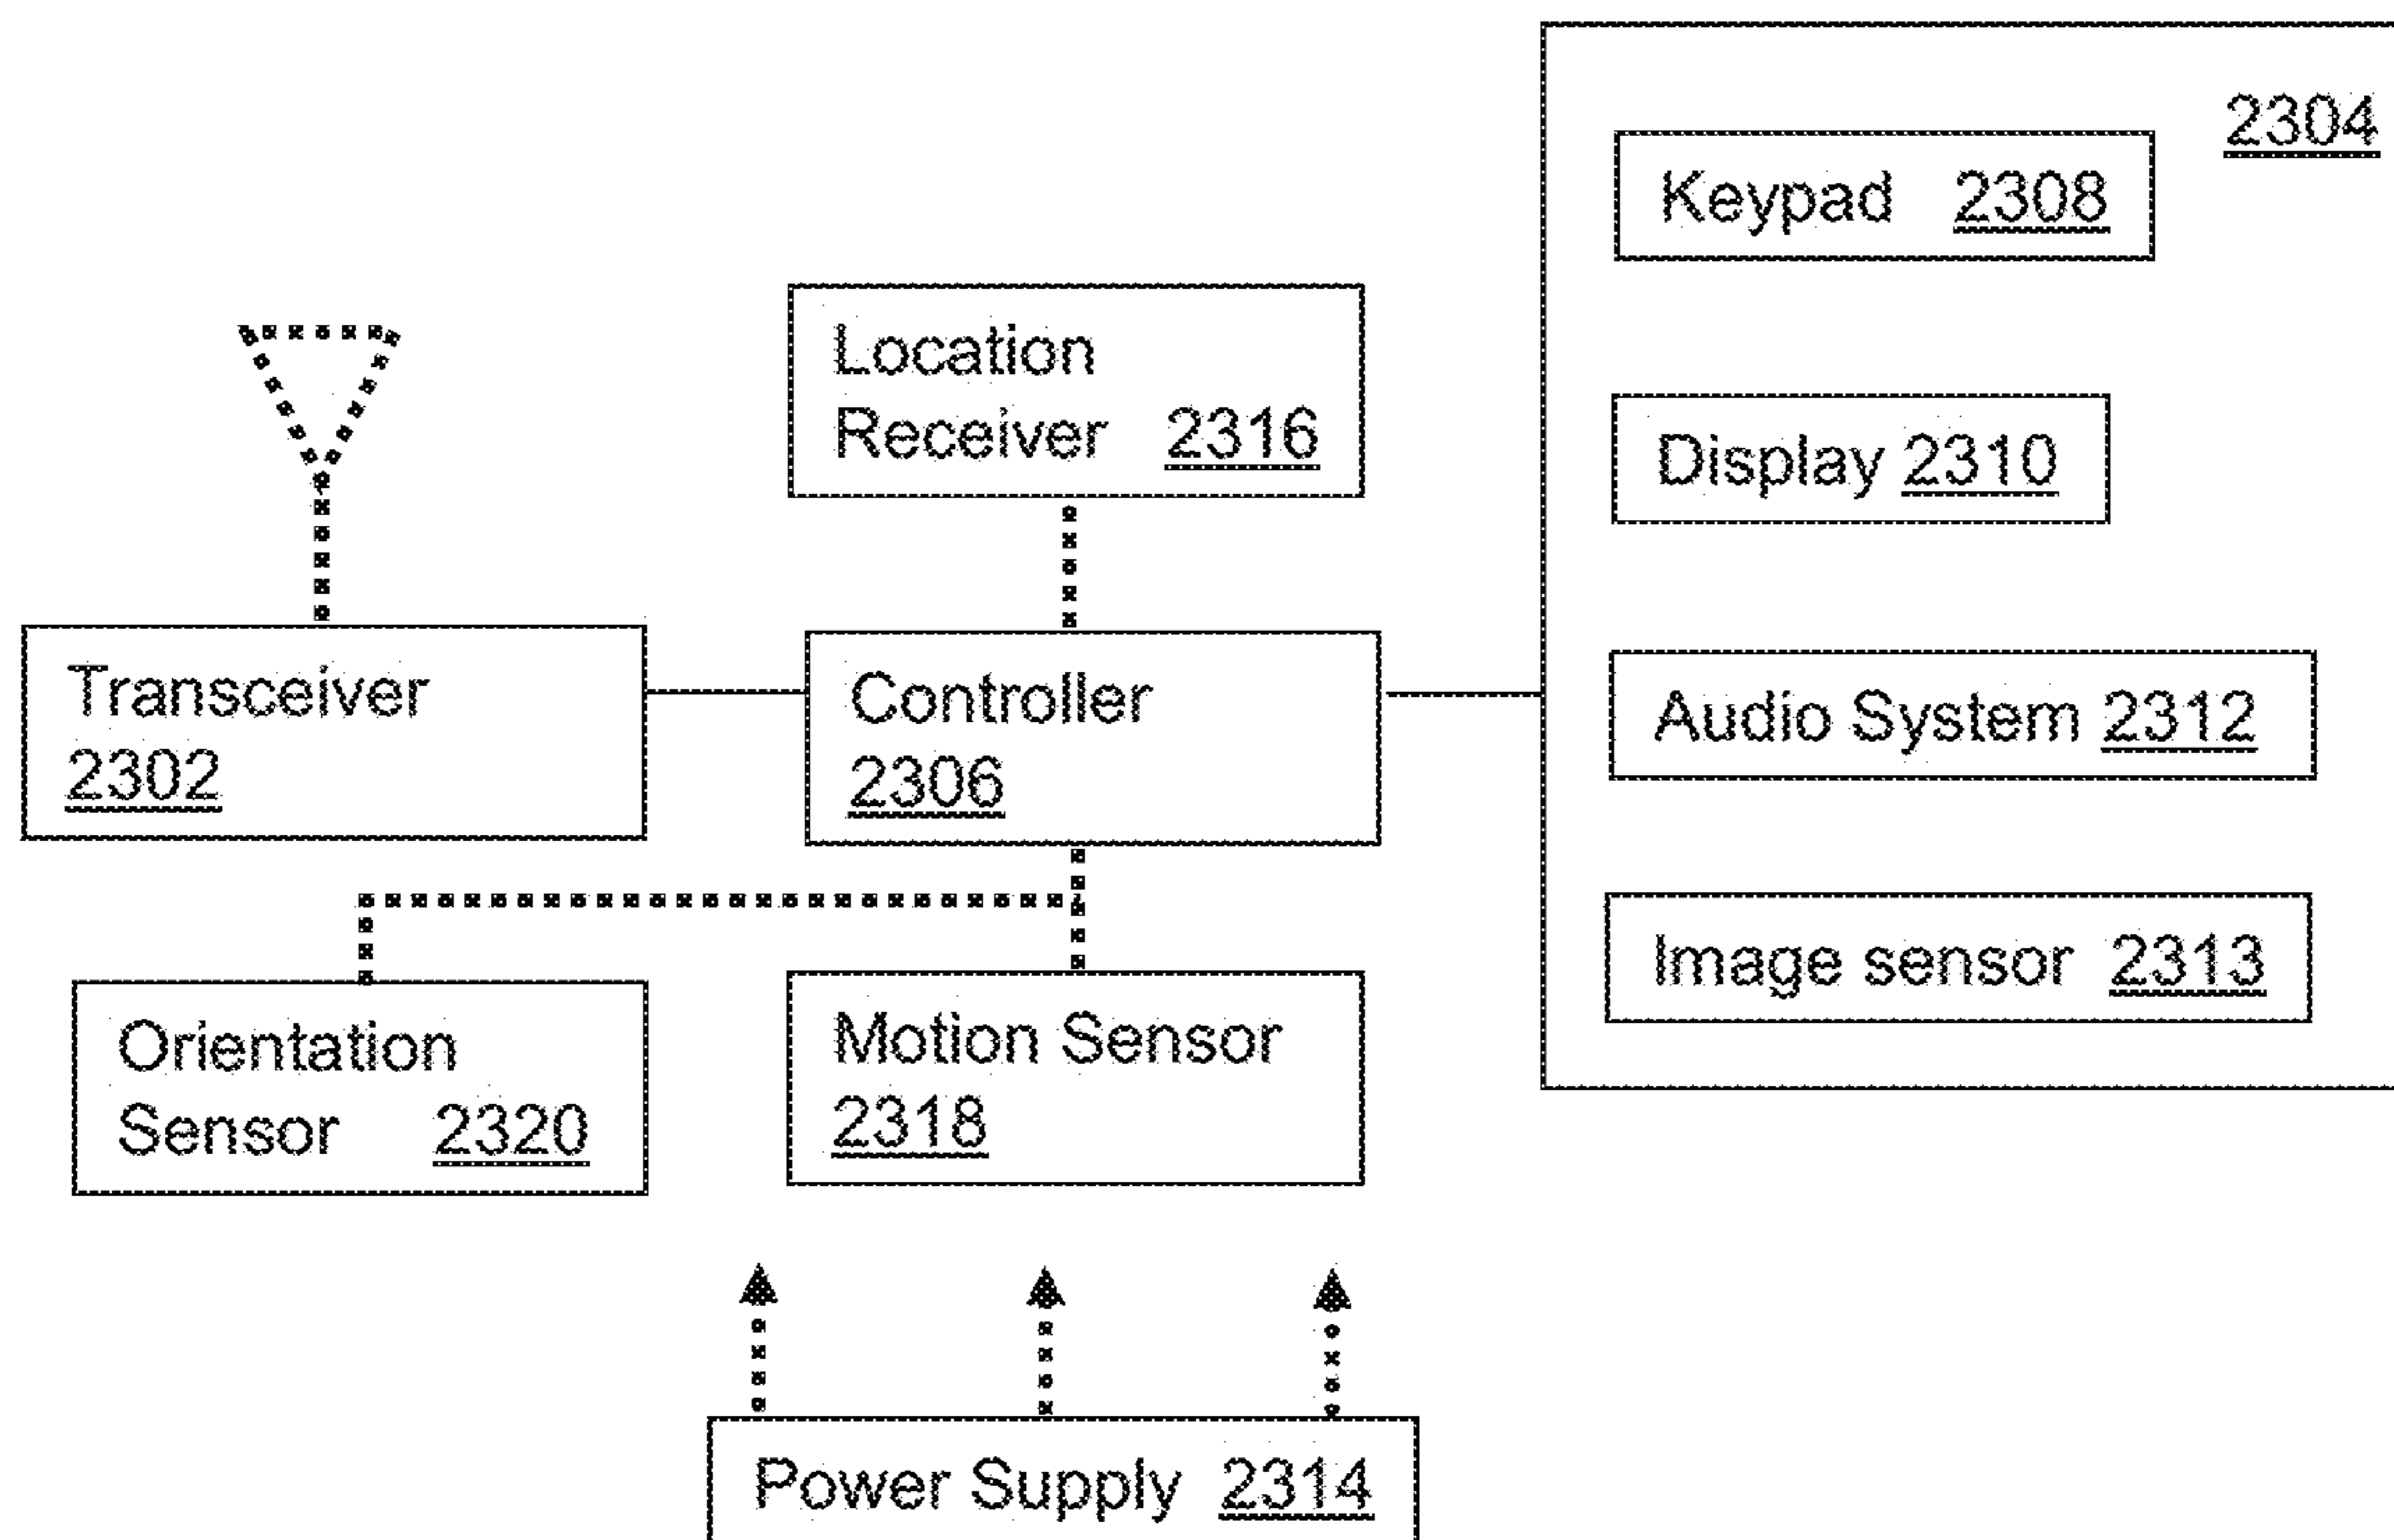 2304
Keypad 2308
Location
Receiver 2316
Display 2310
Transceiver
2302
Controller
2306
Audio System 2312
Image sensor 2313
Orientation
Sensor 2320
Motion Sensor
2318
Power Supply 2314